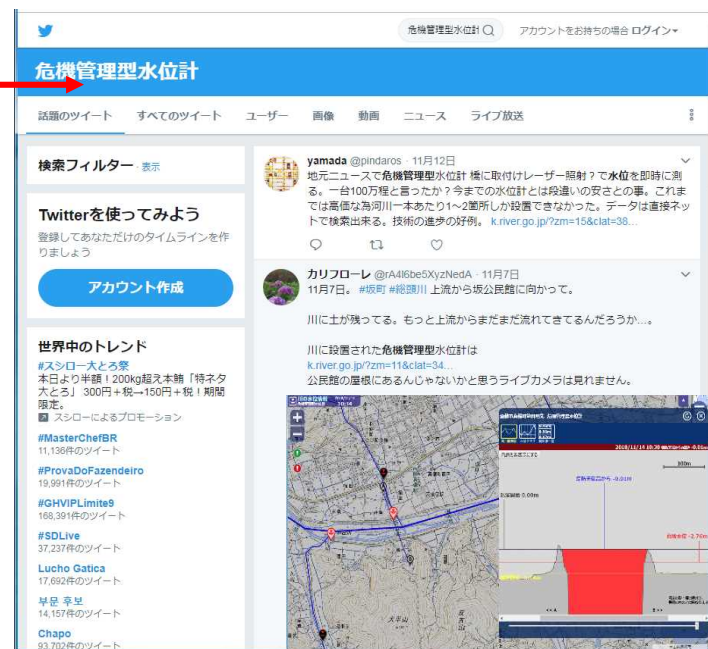 危機管理型水位計
アカウントをお持ちの場合 ログイン
危機管理型水位計
話題のツイート すべてのツイート ユーザー 画像 動画 ニュース ライブ放送
検索フィルター · 表示
Twitterを使ってみよう
登録してあなただけのタイムラインを作
りましょう
アカウント作成
世界中のトレンド
#スシロー大とろ祭
本日より半額！200kg超え本鮪「特ネタ
大とろ」300円+税→150円+税！期間
限定。
スシローによるプロモーション
#MasterChefBR
11,136件のツイート
#ProvaDoFazendeiro
19,991件のツイート
#GHVIPLimite9
168,391件のツイート
#SDLive
37,237件のツイート
Lucho Gatica
17,692件のツイート
부문 후보
14,157件のツイート
Chapo
93,702件のツイート
yamada @pindaros · 11月12日
地元ニュースで危機管理型水位計 橋に取付けレーザー照射？で水位を即時に測
る。一台100万程と言ったか？今までの水位計とは段違いの安さとの事。これま
では高価な為河川一本あたり1〜2箇所しか設置できなかった。データは直接ネッ
トで検索出来る。技術の進歩の好例。 k.river.go.jp/?zm=15&clat=38...
カリフローレ @rA4I6be5XyzNedA · 11月7日
11月7日。 #坂町 #総頭川 上流から坂公民館に向かって。
川に土が残ってる。もっと上流からまだまだ流れてきてるんだろうか…。
川に設置された危機管理型水位計は
k.river.go.jp/?zm=11&clat=34...
公民館の屋根にあるんじゃないかと思うライブカメラは見れません。
川の水位情報
2018/11/14 10:20
300m
-0.01m
0.00m
-2.76m
太平山